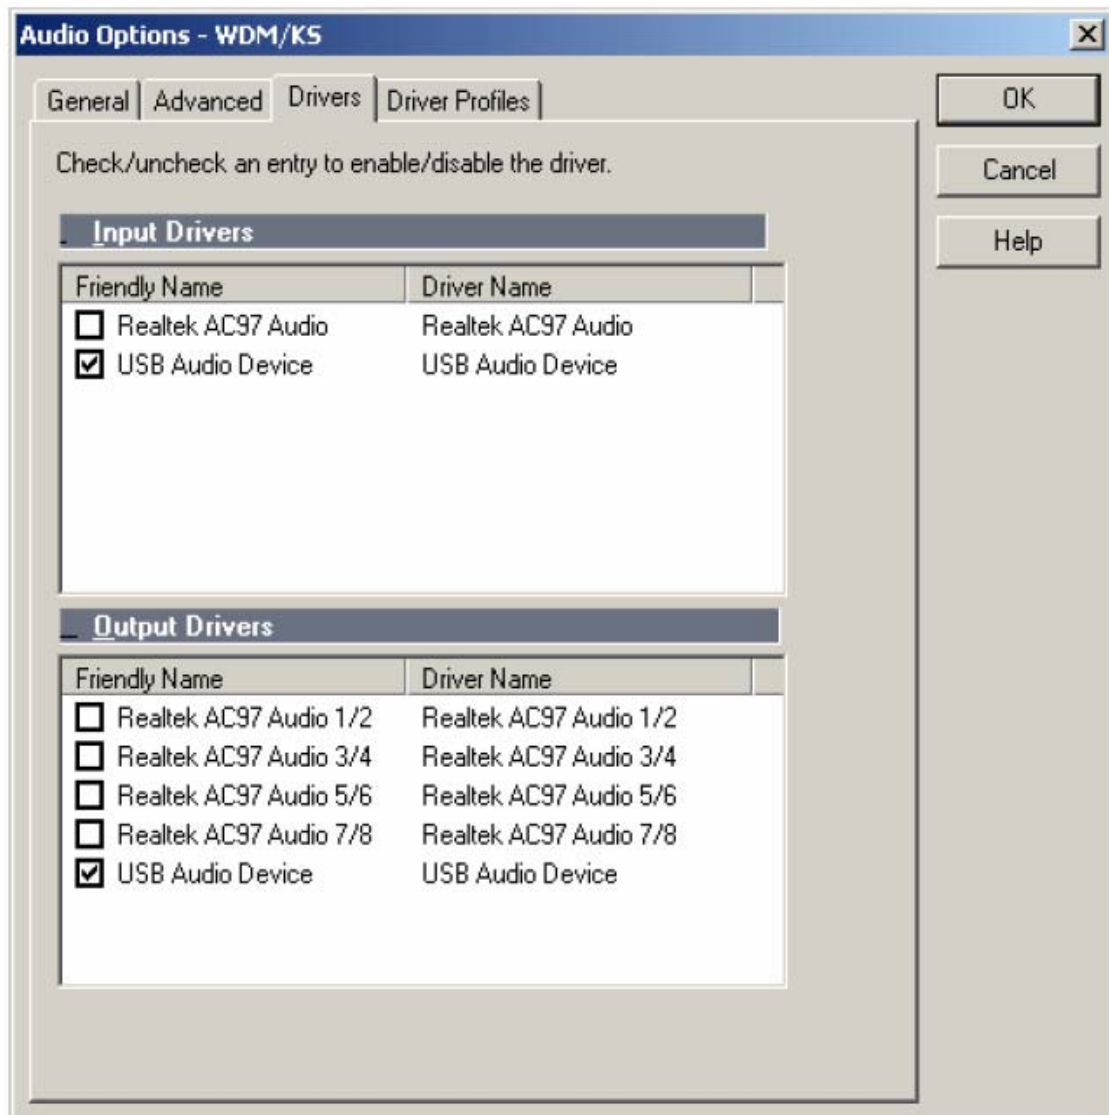 Audio Options - WDM/KS
General Advanced Drivers Driver Profiles
OK
Cancel
Help
Check/uncheck an entry to enable/disable the driver.
Input Drivers
Friendly Name Driver Name
Realtek AC97 Audio Realtek AC97 Audio
USB Audio Device USB Audio Device
Output Drivers
Friendly Name Driver Name
Realtek AC97 Audio 1/2 Realtek AC97 Audio 1/2
Realtek AC97 Audio 3/4 Realtek AC97 Audio 3/4
Realtek AC97 Audio 5/6 Realtek AC97 Audio 5/6
Realtek AC97 Audio 7/8 Realtek AC97 Audio 7/8
USB Audio Device USB Audio Device